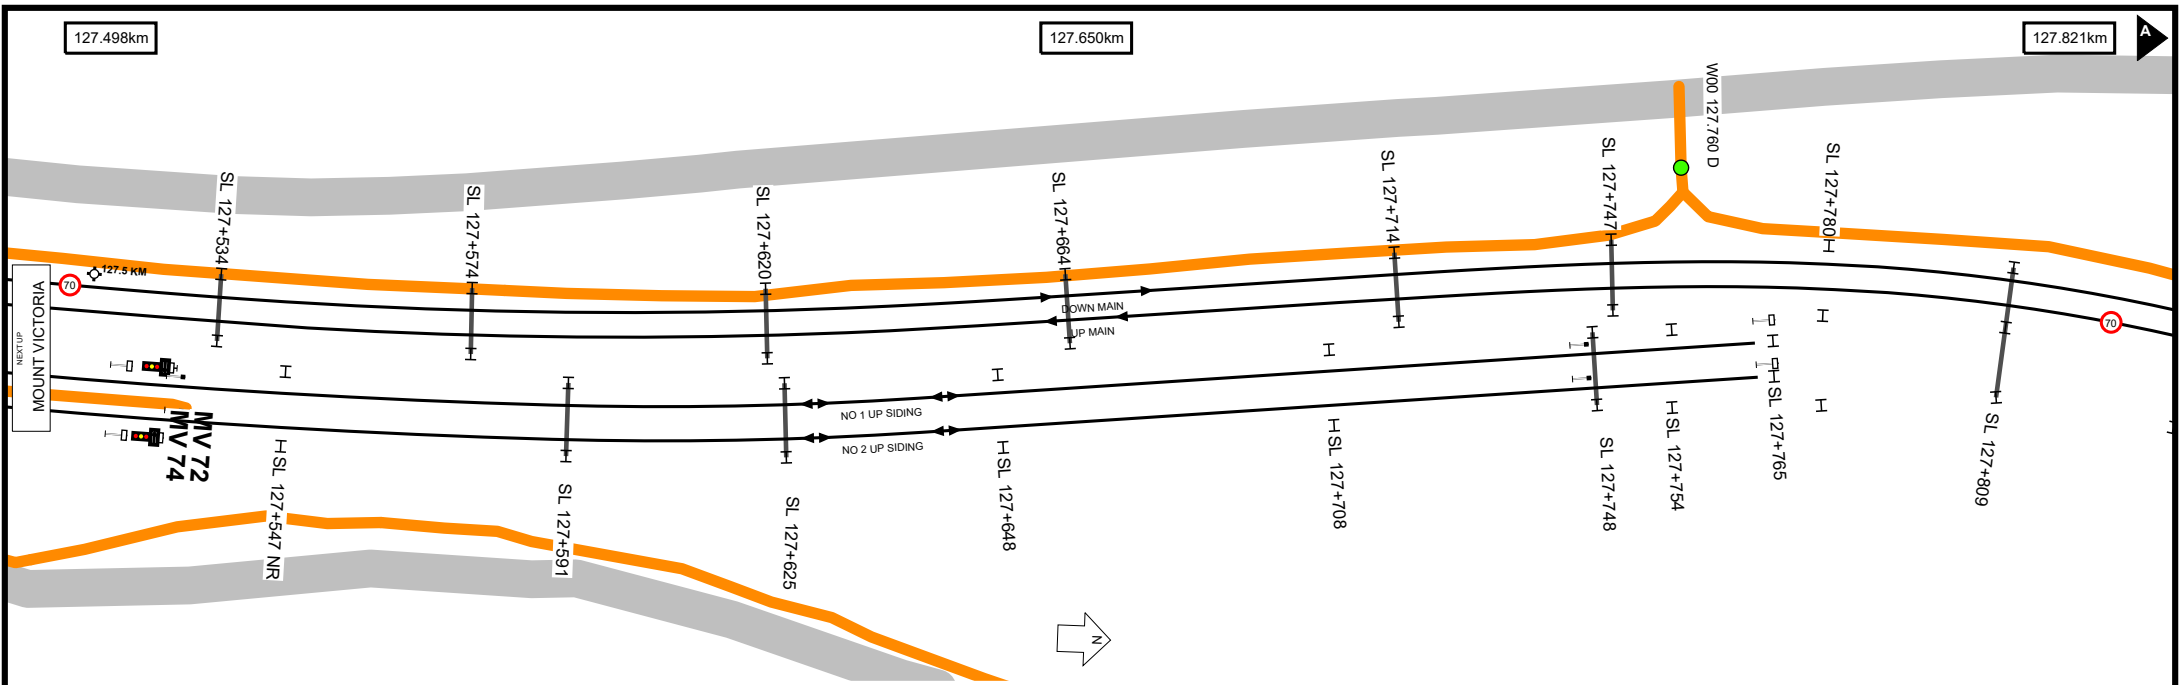 127.498km
127.650km
127.821km
A
W00 127.760 D
SL 127+534
SL 127+574
SL 127+620
SL 127+664
SL 127+714
SL 127+747
SL 127+780
NEXT UP
MOUNT VICTORIA
70
127.5 KM
DOWN MAIN
UP MAIN
70
NO 1 UP SIDING
NO 2 UP SIDING
MV 72
MV 74
SL 127+547 NR
SL 127+591
SL 127+625
SL 127+648
SL 127+708
SL 127+748
SL 127+754
SL 127+765
SL 127+809
N